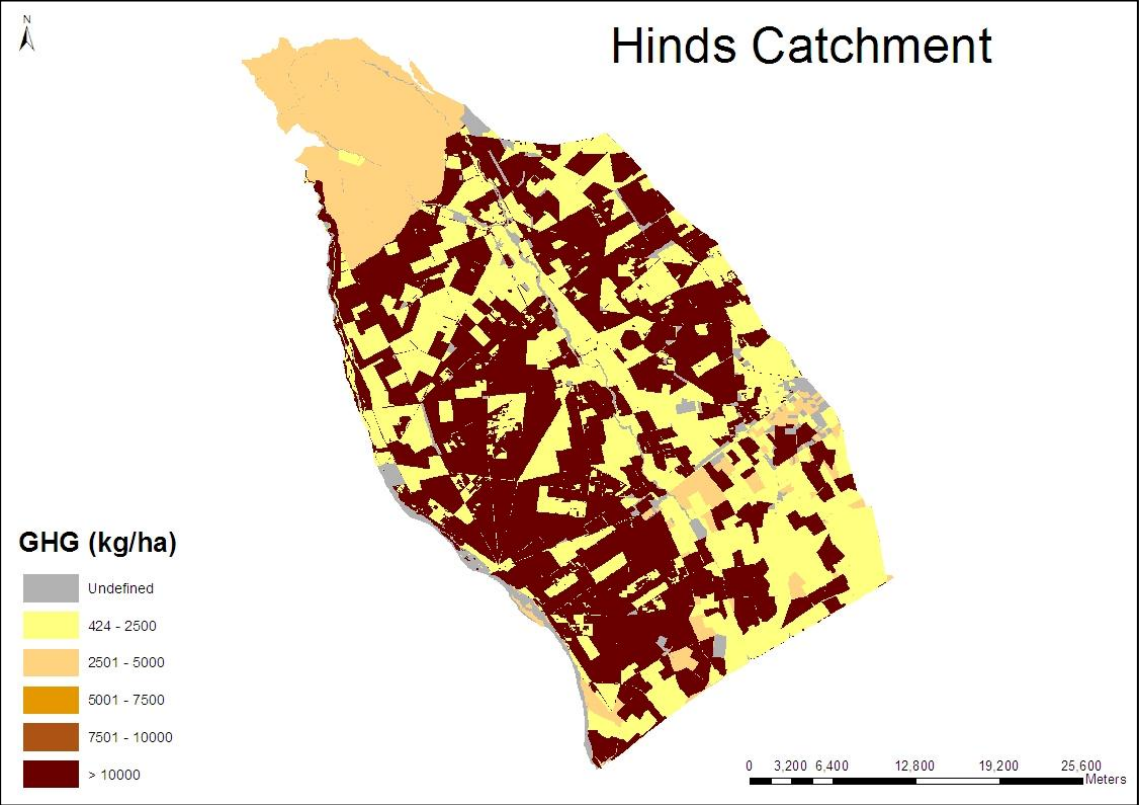 N
Hinds Catchment
GHG (kg/ha)
Undefined
424 - 2500
2501 - 5000
5001 - 7500
7501 - 10000
> 10000
0 3,200 6,400 12,800 19,200 25,600
Meters